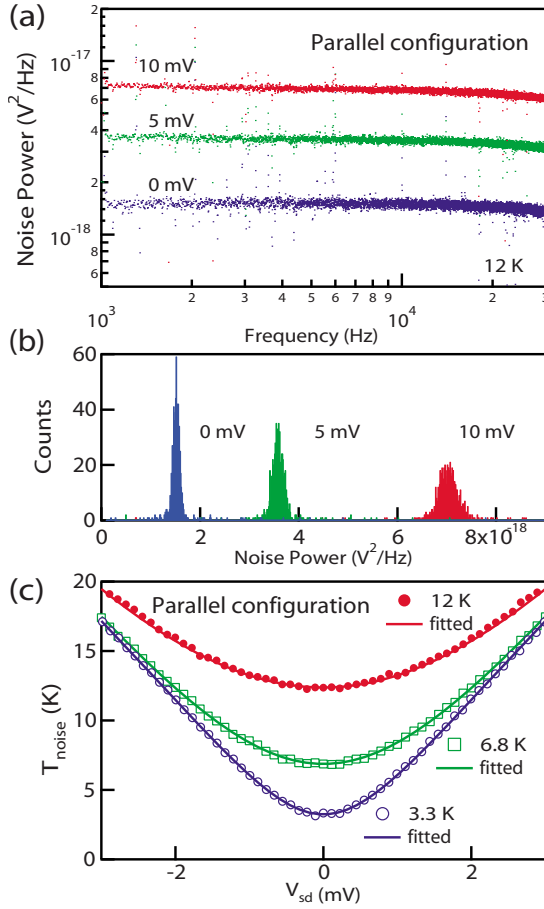 (a)
Noise Power (V²/Hz)
2
10⁻¹⁷
8
6
4
2
10⁻¹⁸
8
6
10 mV
5 mV
0 mV
Parallel configuration
12 K
10³
2
3
4
5
6
7
8
9
10⁴
2
3
Frequency (Hz)
(b)
Counts
60
40
20
0
0 mV
5 mV
10 mV
0
2
4
6
8x10⁻¹⁸
Noise Power (V²/Hz)
(c)
T_noise (K)
20
15
10
5
0
Parallel configuration
12 K
fitted
6.8 K
fitted
3.3 K
fitted
-2
0
2
V_sd (mV)